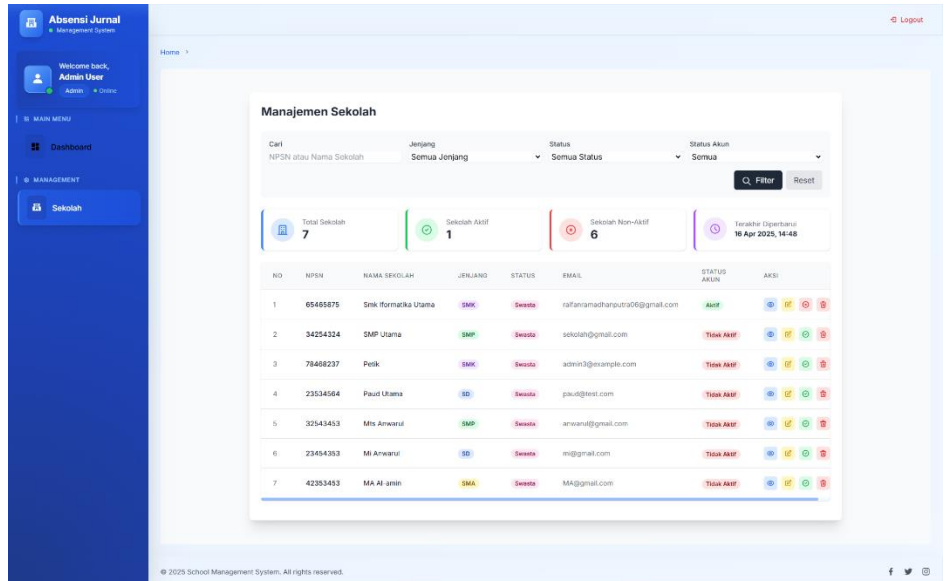 Absensi Jurnal
Management System
Logout
Welcome back,
Admin User
Admin Online
Home >
MAIN MENU
Dashboard
MANAGEMENT
Sekolah
Manajemen Sekolah
Cari Jenjang Status Status Akun
NPSN atau Nama Sekolah Semua Jenjang Semua Status Semua
Filter Reset
Total Sekolah
7
Sekolah Aktif
1
Sekolah Non-Aktif
6
Terakhir Diperbarui
16 Apr 2025, 14:48
NO NPSN NAMA SEKOLAH JENJANG STATUS EMAIL STATUS AKUN AKSI
1 65465875 Smk Iformatika Utama SMK Swasta raifanramadhanputra06@gmail.com Aktif
2 34254324 SMP Utama SMP Swasta sekolah@gmail.com Tidak Aktif
3 78468237 Petik SMK Swasta admin3@example.com Tidak Aktif
4 23534564 Paud Utama SD Swasta paud@test.com Tidak Aktif
5 32543453 Mts Anwarul SMP Swasta anwarul@gmail.com Tidak Aktif
6 23454353 Mi Anwarul SD Swasta mi@gmail.com Tidak Aktif
7 42353453 MA Al-amin SMA Swasta MA@gmail.com Tidak Aktif
© 2025 School Management System. All rights reserved.